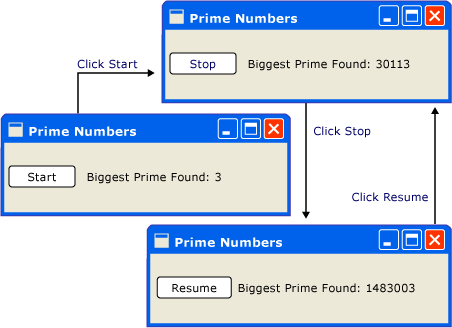 Prime Numbers
Stop Biggest Prime Found: 30113
Click Start
Prime Numbers
Start Biggest Prime Found: 3
Click Stop
Click Resume
Prime Numbers
Resume Biggest Prime Found: 1483003